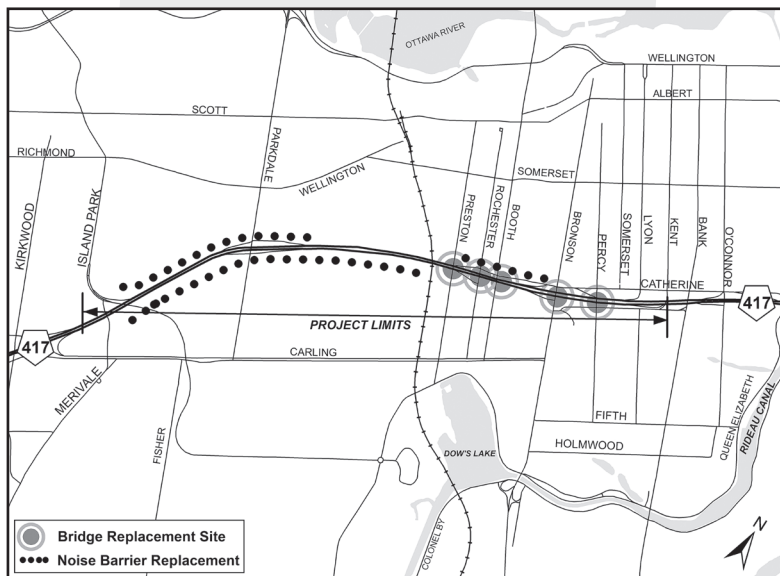 OTTAWA RIVER
WELLINGTON
ALBERT
SCOTT
PARKDALE
RICHMOND
WELLINGTON
SOMERSET
KIRKWOOD
ISLAND PARK
PRESTON
ROCHESTER
BOOTH
BRONSON
PERCY
SOMERSET
LYON
KENT
BANK
O'CONNOR
CATHERINE
417
417
PROJECT LIMITS
CARLING
MERIVALE
FISHER
FIFTH
HOLMWOOD
QUEEN ELIZABETH
RIDEAU CANAL
DOW'S LAKE
COLONEL BY
N
Bridge Replacement Site
Noise Barrier Replacement